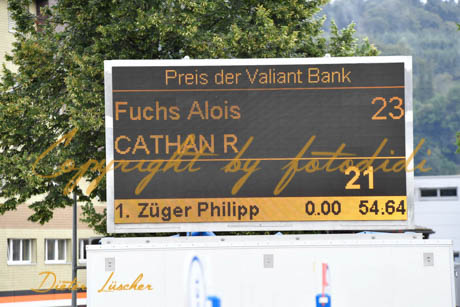 Preis der Valiant Bank
Fuchs Alois 23
CATHAN R
Copyright by fotodidi
21
1. Züger Philipp 0.00 54.64
Dieter Lüscher